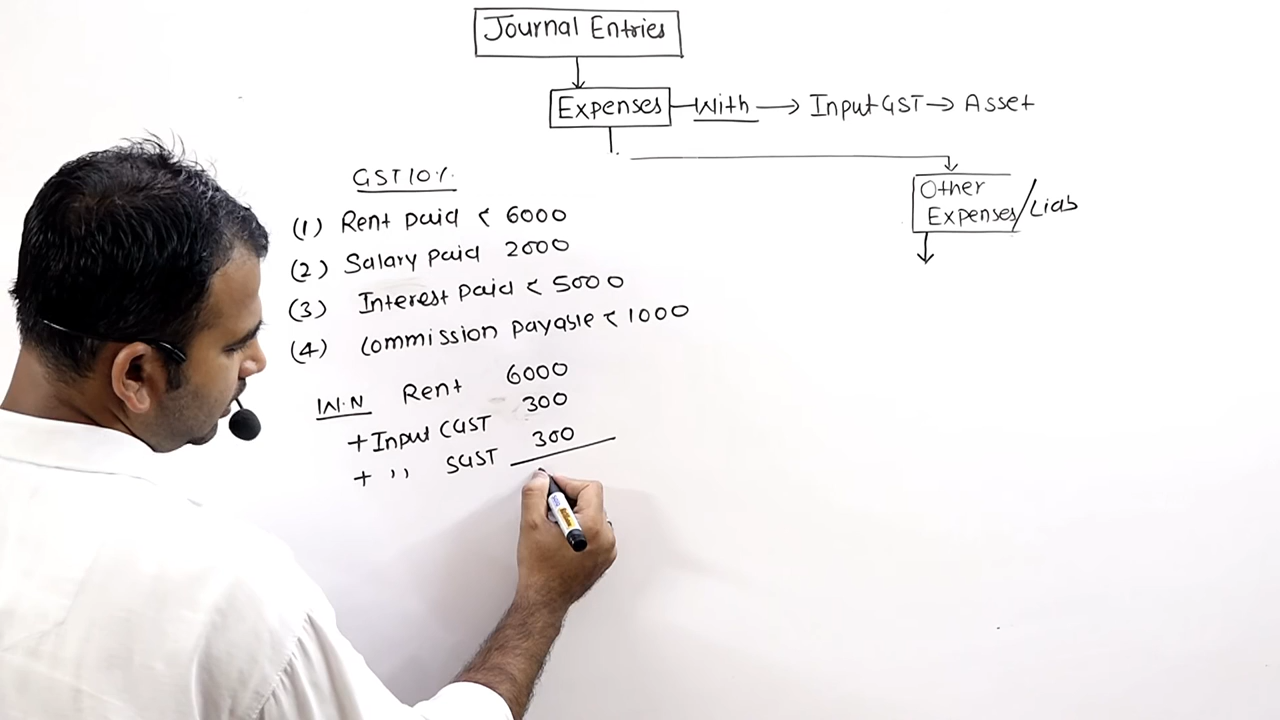 Journal Entries
Expenses With → Input GST → Asset
Other
Expenses/Liab
GST 10%
(1) Rent paid ₹ 6000
(2) Salary paid 2000
(3) Interest paid ₹ 5000
(4) Commission payable ₹ 1000
W.N Rent 6000
+ Input CGST 300
+ ,, SGST 300